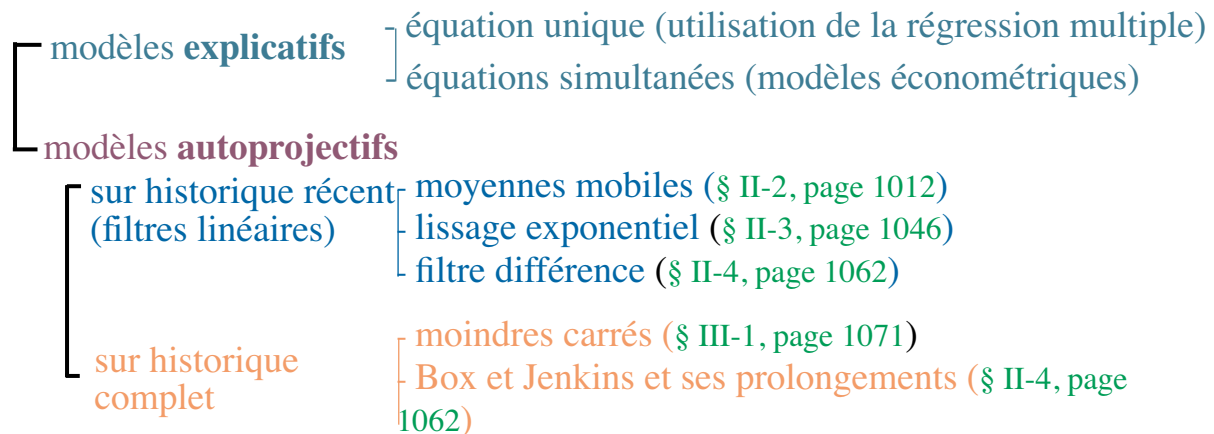 équation unique (utilisation de la régression multiple)
modèles explicatifs
équations simultanées (modèles économétriques)
modèles autoprojectifs
sur historique récent
(filtres linéaires)
moyennes mobiles (§ II-2, page 1012)
lissage exponentiel (§ II-3, page 1046)
filtre différence (§ II-4, page 1062)
sur historique
complet
moindres carrés (§ III-1, page 1071)
Box et Jenkins et ses prolongements (§ II-4, page
1062)